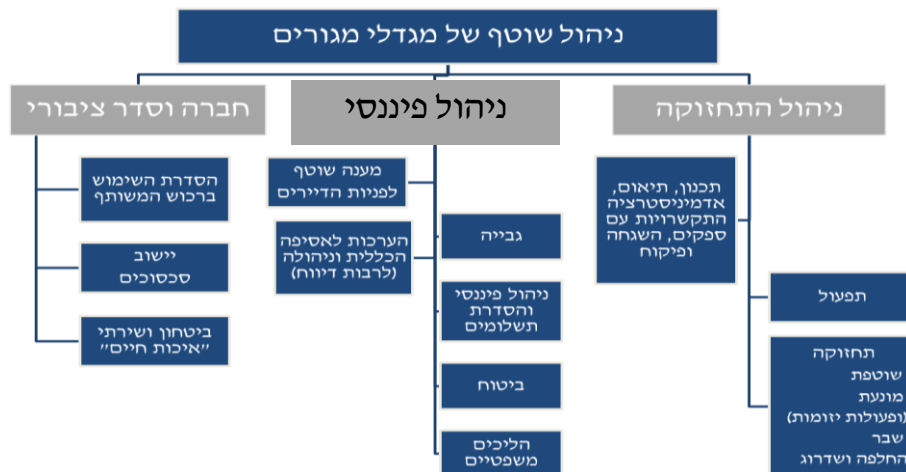 ניהול שוטף של מגדלי מגורים
ניהול התחזוקה
תכנון, תיאום,
אדמיניסטרציה
התקשרויות עם
ספקים, השגחה
ופיקוח
תפעול
תחזוקה
שוטפת
מונעת
(ופעולות יזומות)
שבר
החלפה ושדרוג
ניהול פיננסי
מענה שוטף
לפניות הדיירים
הערכות לאסיפה
הכללית וניהולה
(לרבות דיווח)
גבייה
ניהול פיננסי
והסדרת
תשלומים
ביטוח
הליכים
משפטיים
חברה וסדר ציבורי
הסדרת השימוש
ברכוש המשותף
יישוב
סכסוכים
ביטחון ושירתי
"איכות חיים"